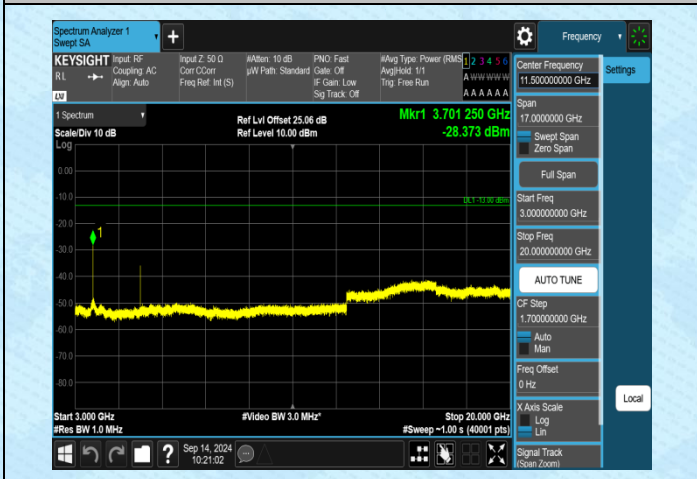 Spectrum Analyzer 1
Swept SA
+
Frequency
KEYSIGHT
RL
LXI
Input: RF
Coupling: AC
Align: Auto
Input Z: 50 Ω
Corr CCorr
Freq Ref: Int (S)
#Atten: 10 dB
µW Path: Standard
PNO: Fast
Gate: Off
IF Gain: Low
Sig Track: Off
#Avg Type: Power (RMS)
Avg|Hold: 1/1
Trig: Free Run
1 2 3 4 5 6
A W W W W W
A A A A A A
1 Spectrum
Scale/Div 10 dB
Log
Ref Lvl Offset 25.06 dB
Ref Level 10.00 dBm
Mkr1 3.701 250 GHz
-28.373 dBm
0.00
-10.0
-20.0
-30.0
-40.0
-50.0
-60.0
-70.0
-80.0
DL1 -13.00 dBm
1
Start 3.000 GHz
#Res BW 1.0 MHz
#Video BW 3.0 MHz*
Stop 20.000 GHz
#Sweep ~1.00 s (40001 pts)
Center Frequency
11.500000000 GHz
Settings
Span
17.0000000 GHz
Swept Span
Zero Span
Full Span
Start Freq
3.000000000 GHz
Stop Freq
20.000000000 GHz
AUTO TUNE
CF Step
1.700000000 GHz
Auto
Man
Freq Offset
0 Hz
X Axis Scale
Log
Lin
Signal Track
(Span Zoom)
Local
?
Sep 14, 2024
10:21:02